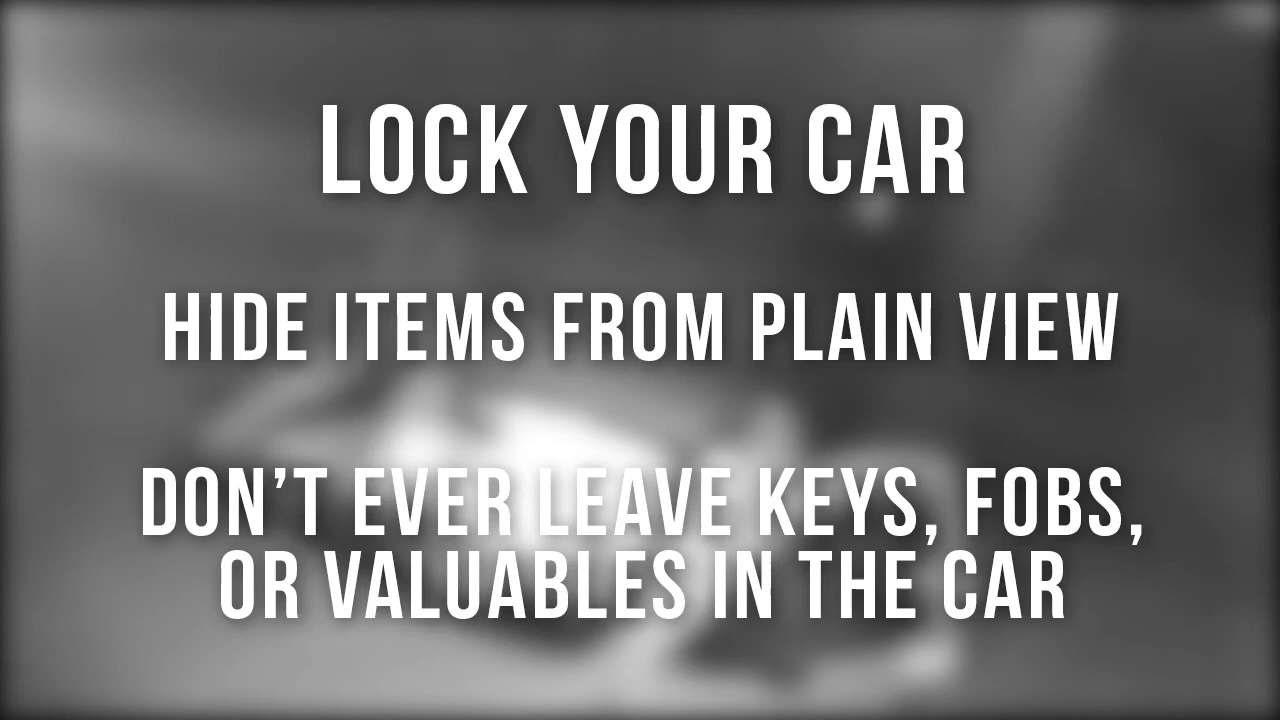 LOCK YOUR CAR
HIDE ITEMS FROM PLAIN VIEW
DON’T EVER LEAVE KEYS, FOBS,
OR VALUABLES IN THE CAR